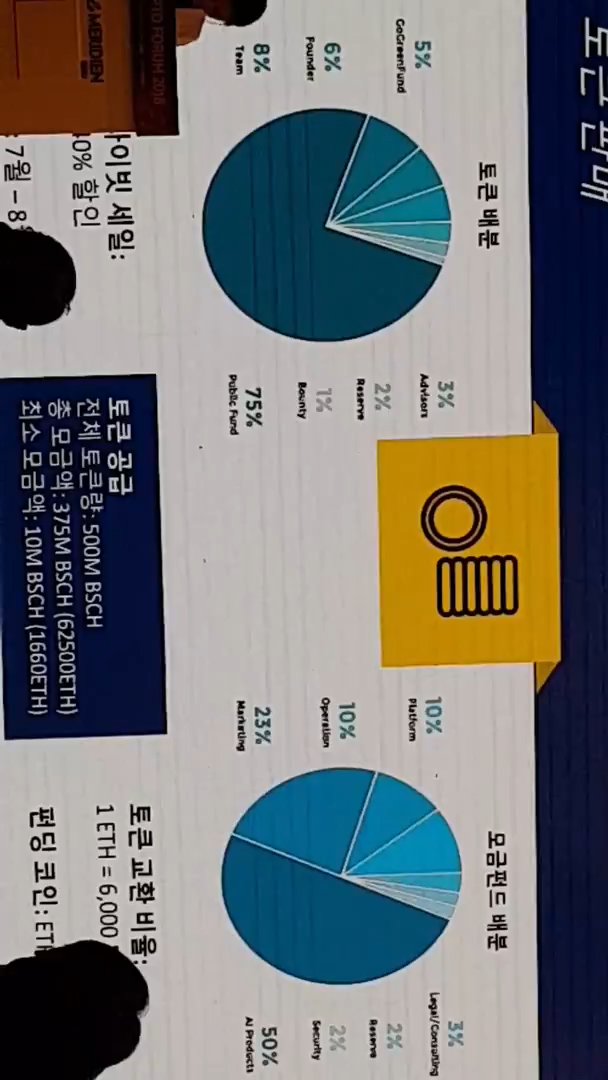 토큰 판매
토큰 배분
5%
GoGreenFund
6%
Founder
8%
Team
3%
Advisors
2%
Reserve
1%
Bounty
75%
Public Fund
모금펀드 배분
10%
Platform
10%
Operation
23%
Marketing
3%
Legal/Consulting
2%
Reserve
2%
Security
50%
AI Products
FORUM 2018
MERIDIEN
이빗 세일:
0% 할인
7월 – 8
토큰 공급
전체 토큰량: 500M BSCH
총 모금액: 375M BSCH (62500ETH)
최소 모금액: 10M BSCH (1660ETH)
토큰 교환 비율:
1 ETH = 6,000
펀딩 코인: ETH